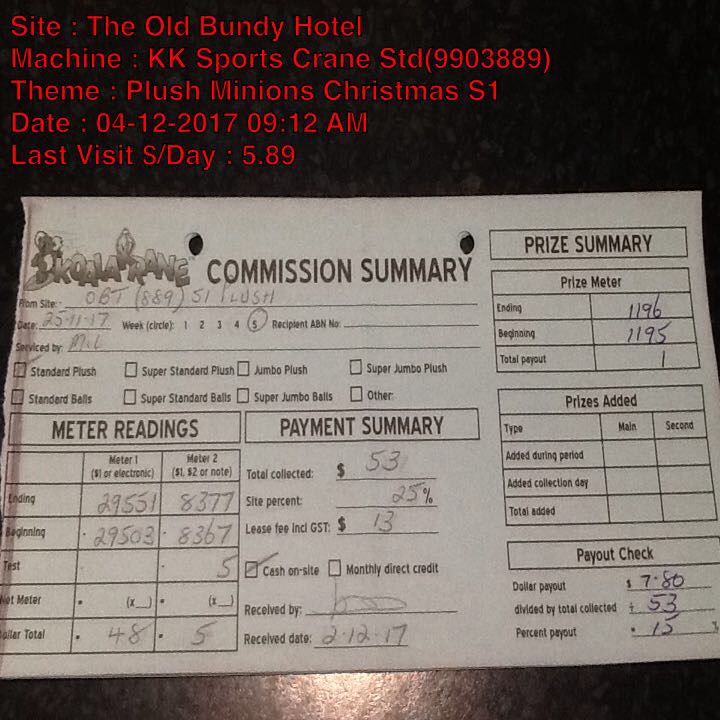 Site : The Old Bundy Hotel
Machine : KK Sports Crane Std(9903889)
Theme : Plush Minions Christmas S1
Date : 04-12-2017 09:12 AM
Last Visit S/Day : 5.89
KOALA KRANE COMMISSION SUMMARY
From Site: OBT (889) S1 PLUSH
Date: 25-11-17 Week (circle): 1 2 3 4 5 Recipient ABN No:
Serviced by:
Standard Plush Super Standard Plush Jumbo Plush Super Jumbo Plush
Standard Balls Super Standard Balls Super Jumbo Balls Other:
METER READINGS
Meter 1 Meter 2
($1 or electronic) ($1, $2 or note)
Ending 29551 8377
Beginning 29503 8367
Test 5
Net Meter (x__) (x__)
Dollar Total 48 5
PAYMENT SUMMARY
Total collected: $ 53
Site percent: 25%
Lease fee incl GST: $ 13
Cash on-site Monthly direct credit
Received by:
Received date: 2-12-17
PRIZE SUMMARY
Prize Meter
Ending 1196
Beginning 1195
Total payout 1
Prizes Added
Type Main Second
Added during period
Added collection day
Total added
Payout Check
Dollar payout $ 7.80
divided by total collected ÷ 53
Percent payout 15 %